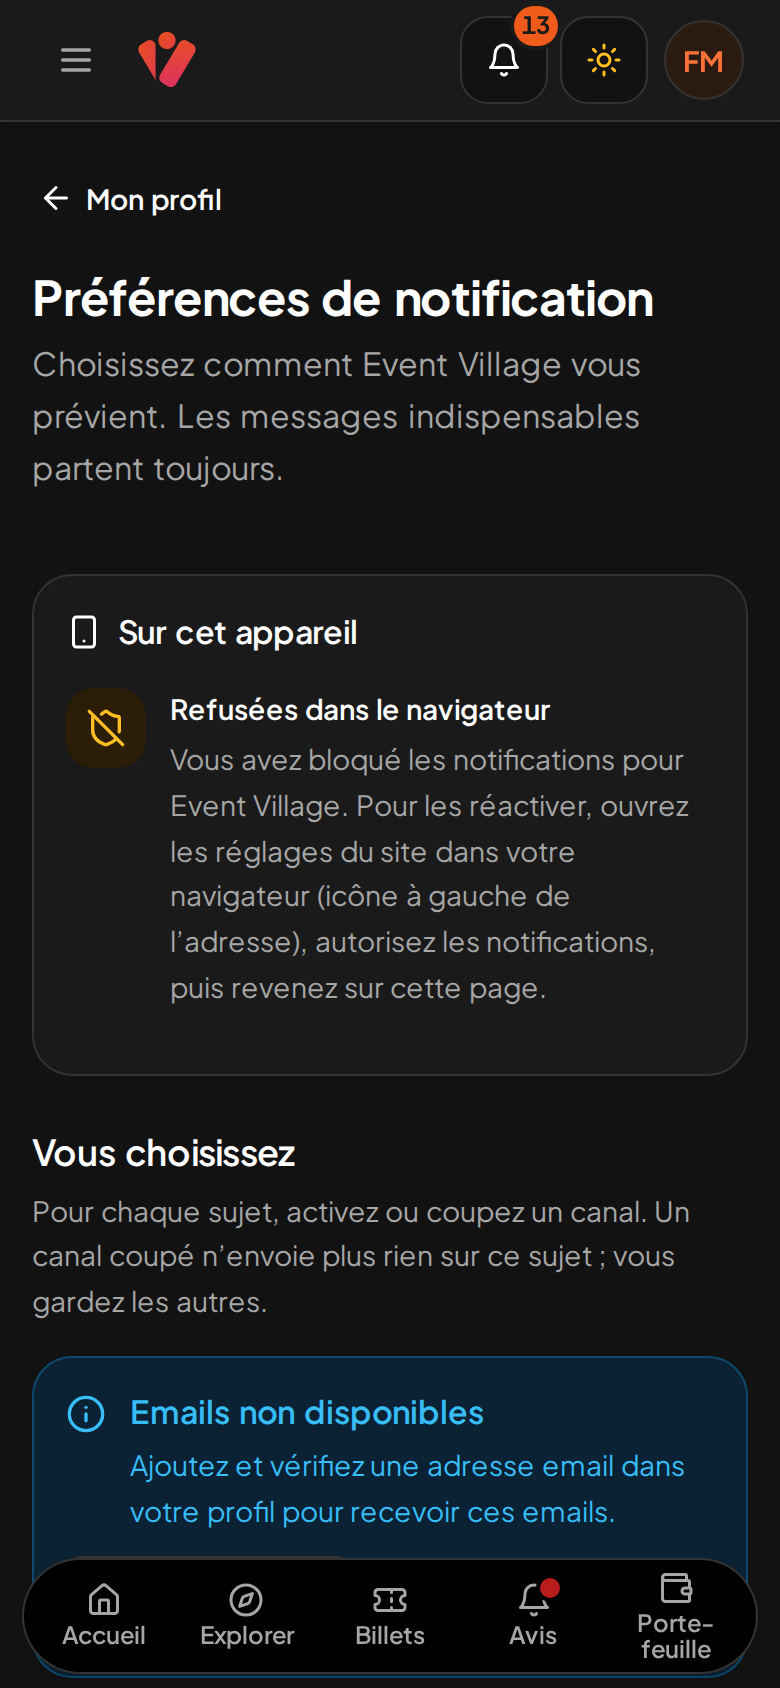 13
FM
Mon profil
Préférences de notification
Choisissez comment Event Village vous
prévient. Les messages indispensables
partent toujours.
Sur cet appareil
Refusées dans le navigateur
Vous avez bloqué les notifications pour
Event Village. Pour les réactiver, ouvrez
les réglages du site dans votre
navigateur (icône à gauche de
l’adresse), autorisez les notifications,
puis revenez sur cette page.
Vous choisissez
Pour chaque sujet, activez ou coupez un canal. Un
canal coupé n’envoie plus rien sur ce sujet ; vous
gardez les autres.
Emails non disponibles
Ajoutez et vérifiez une adresse email dans
votre profil pour recevoir ces emails.
Accueil
Explorer
Billets
Avis
Porte-
feuille